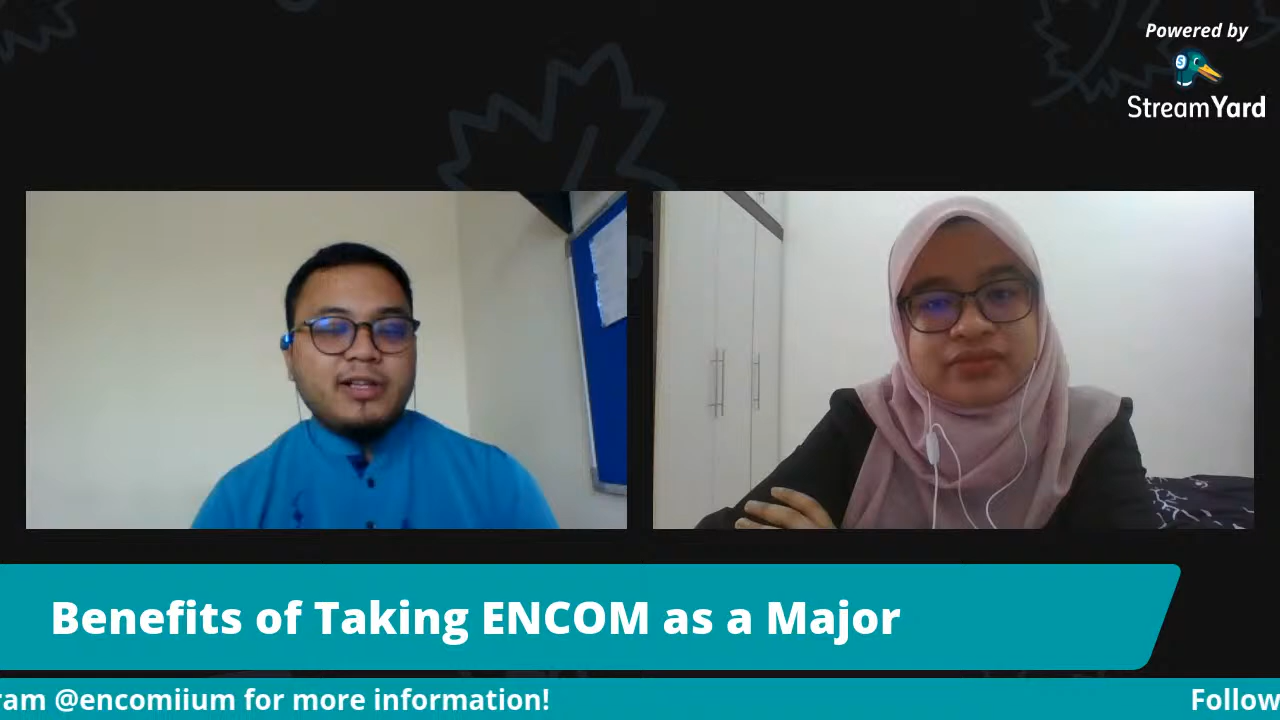 Powered by
StreamYard
Benefits of Taking ENCOM as a Major
ram @encomiium for more information!
Follow